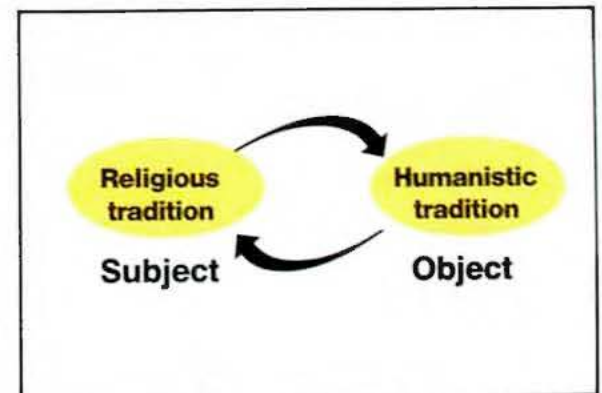 Religious
tradition
Subject
Humanistic
tradition
Object